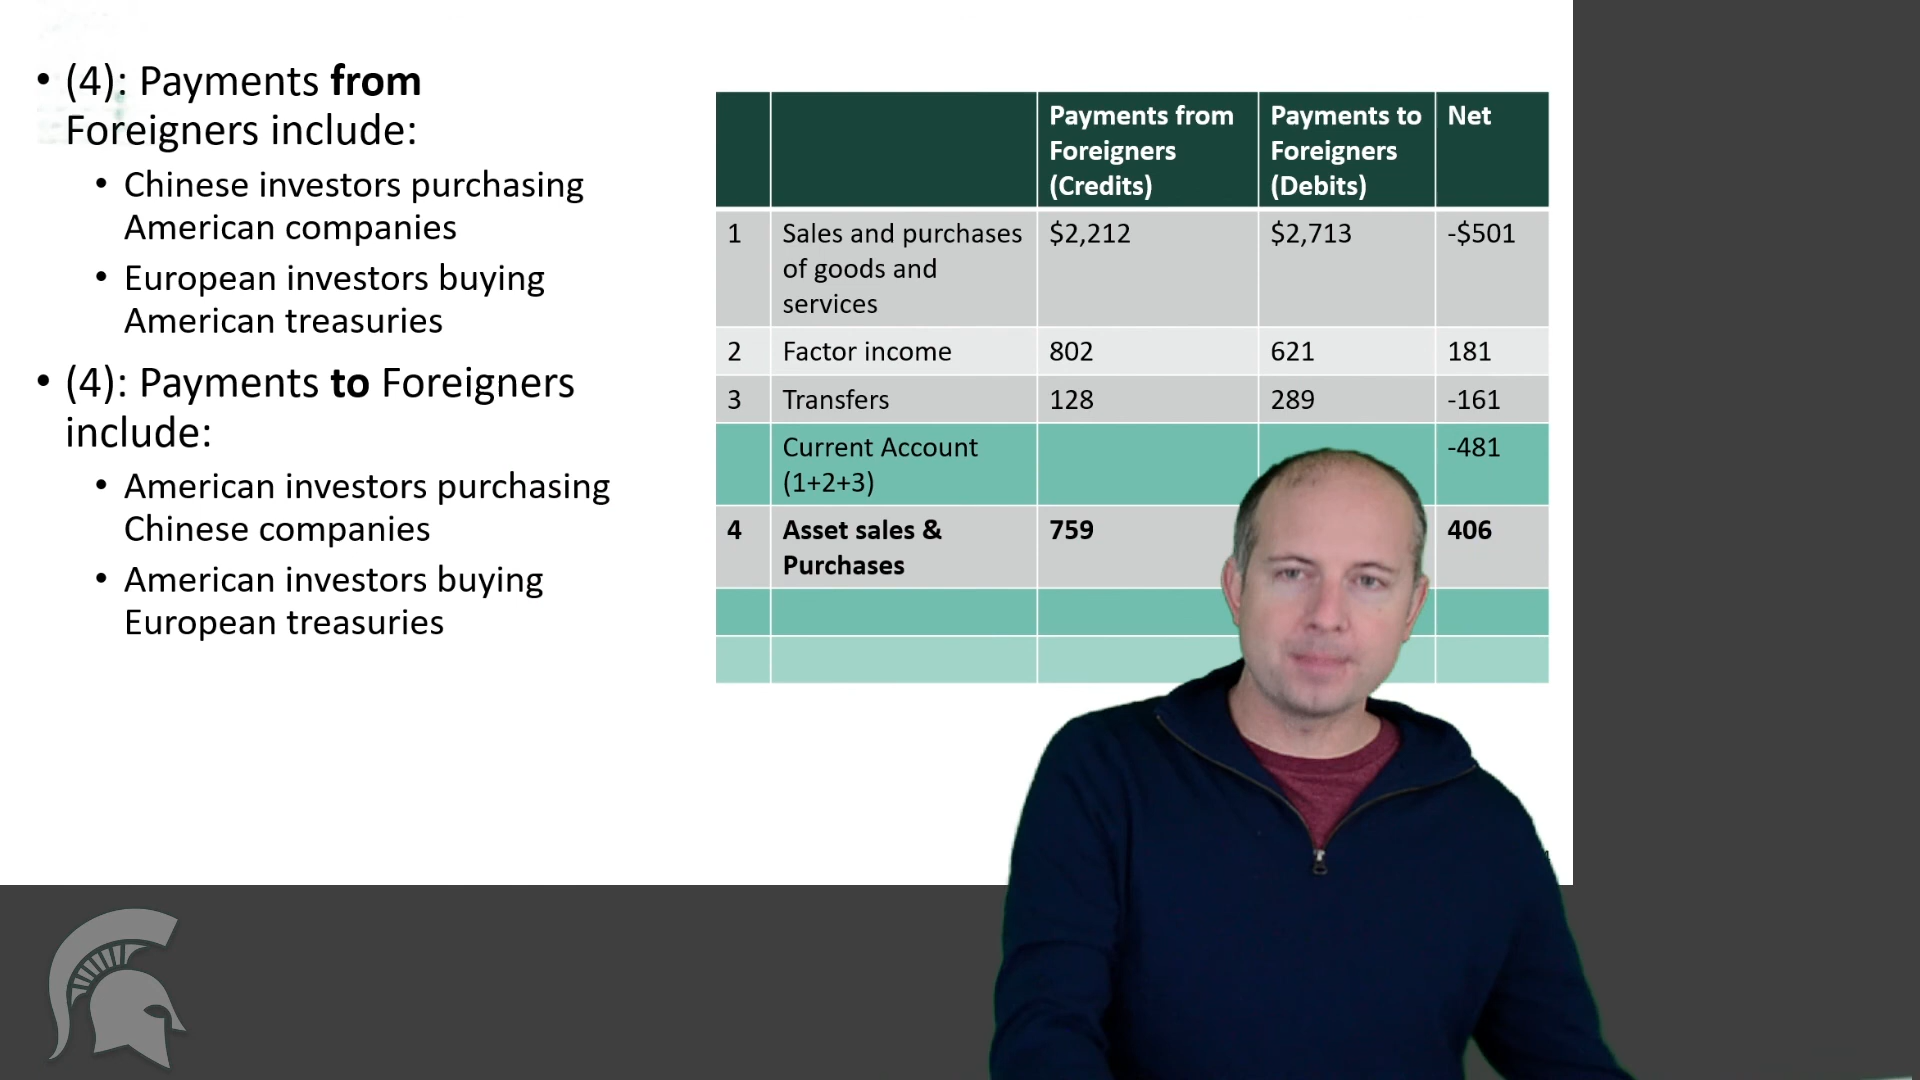 • (4): Payments from
Foreigners include:
• Chinese investors purchasing
American companies
• European investors buying
American treasuries
• (4): Payments to Foreigners
include:
• American investors purchasing
Chinese companies
• American investors buying
European treasuries
Payments from
Foreigners
(Credits)
Payments to
Foreigners
(Debits)
Net
1
Sales and purchases
of goods and
services
$2,212
$2,713
-$501
2
Factor income
802
621
181
3
Transfers
128
289
-161
Current Account
(1+2+3)
-481
4
Asset sales &
Purchases
759
406